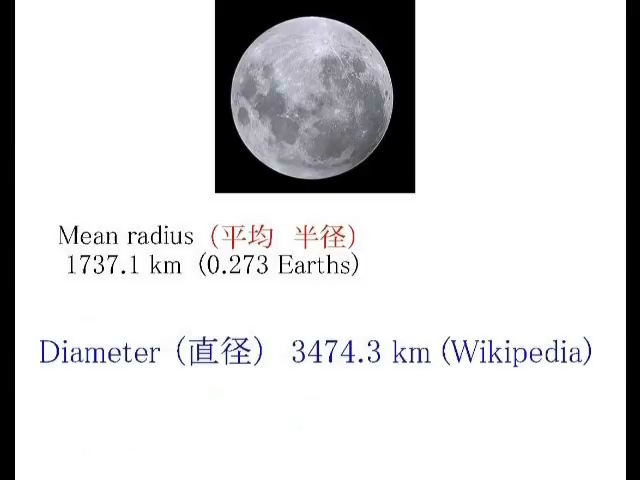 Mean radius (平均 半径)
1737.1 km (0.273 Earths)
Diameter (直径) 3474.3 km (Wikipedia)